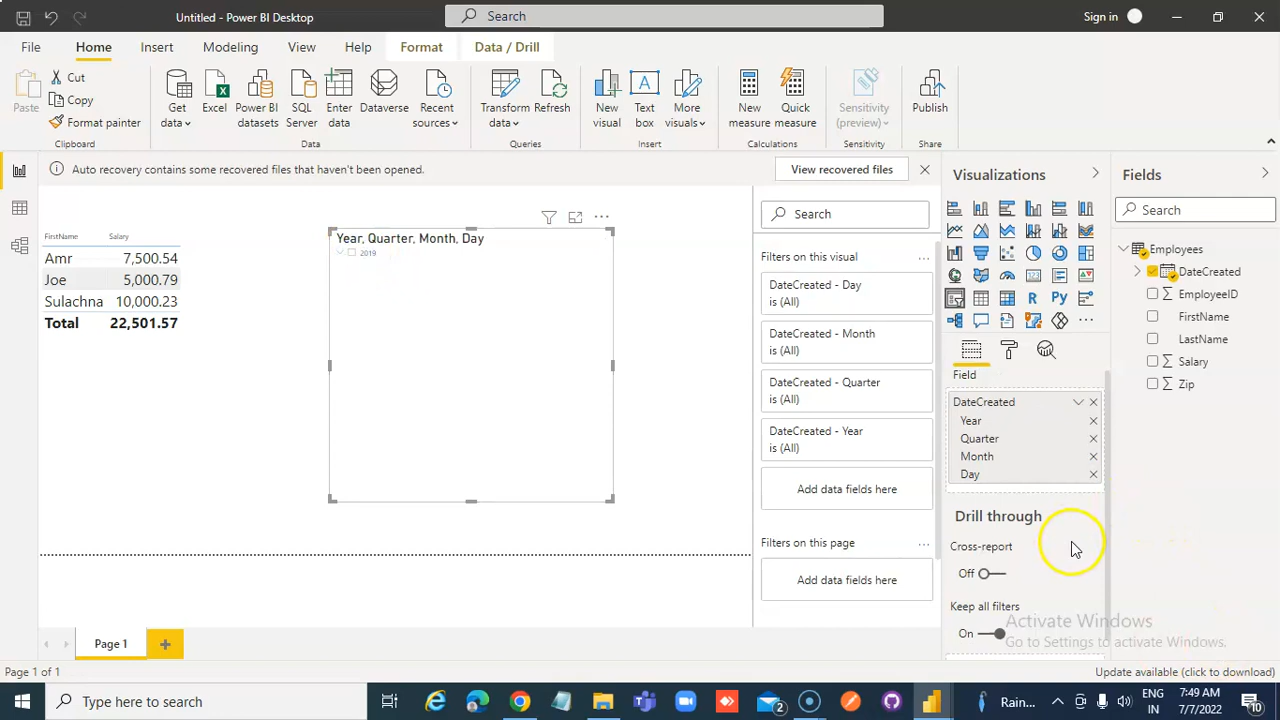 Untitled - Power BI Desktop
Search
Sign in
File
Home
Insert
Modeling
View
Help
Format
Data / Drill
Paste
Cut
Copy
Format painter
Get data
Excel
Power BI datasets
SQL Server
Enter data
Dataverse
Recent sources
Transform data
Refresh
New visual
Text box
More visuals
New measure
Quick measure
Sensitivity (preview)
Publish
Clipboard
Data
Queries
Insert
Calculations
Sensitivity
Share
Auto recovery contains some recovered files that haven't been opened.
View recovered files
FirstName Salary
Amr 7,500.54
Joe 5,000.79
Sulachna 10,000.23
Total 22,501.57
Year, Quarter, Month, Day
2019
Search
Filters on this visual
DateCreated - Day
is (All)
DateCreated - Month
is (All)
DateCreated - Quarter
is (All)
DateCreated - Year
is (All)
Add data fields here
Filters on this page
Add data fields here
Visualizations
R
Py
Field
DateCreated
Year
Quarter
Month
Day
Drill through
Cross-report
Off
Keep all filters
On
Fields
Search
Employees
DateCreated
EmployeeID
FirstName
LastName
Salary
Zip
Activate Windows
Go to Settings to activate Windows.
Page 1
Page 1 of 1
Update available (click to download)
Type here to search
2
Rain...
ENG
IN
7:49 AM
7/7/2022
10